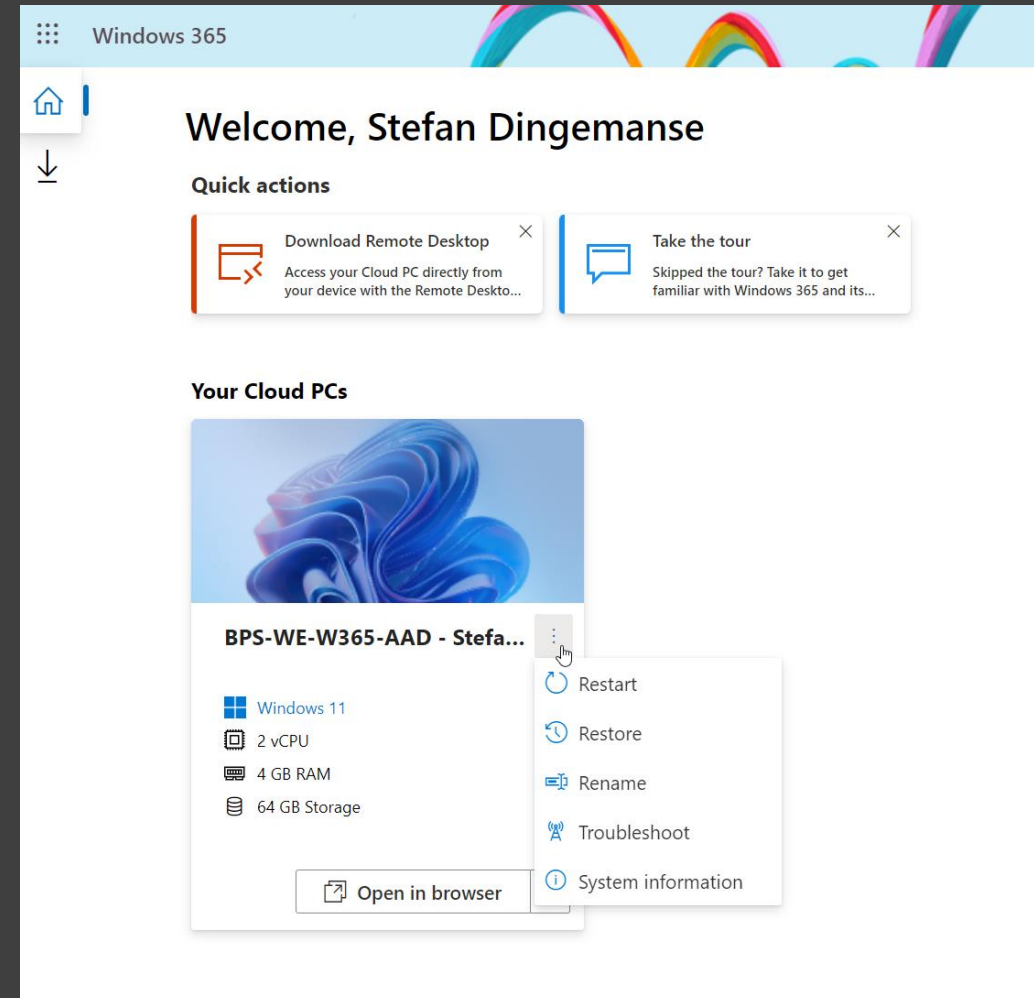 Windows 365
Welcome, Stefan Dingemanse
Quick actions
Download Remote Desktop
Access your Cloud PC directly from
your device with the Remote Deskto...
Take the tour
Skipped the tour? Take it to get
familiar with Windows 365 and its...
Your Cloud PCs
BPS-WE-W365-AAD - Stefa...
Windows 11
2 vCPU
4 GB RAM
64 GB Storage
Open in browser
Restart
Restore
Rename
Troubleshoot
System information